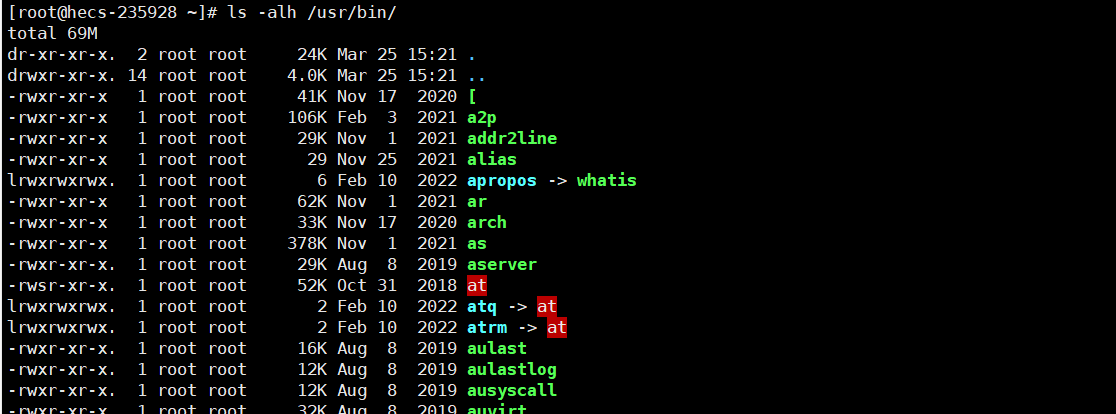 [root@hecs-235928 ~]# ls -alh /usr/bin/
total 69M
dr-xr-xr-x.  2 root root     24K Mar 25 15:21 .
drwxr-xr-x. 14 root root    4.0K Mar 25 15:21 ..
-rwxr-xr-x   1 root root     41K Nov 17  2020 [
-rwxr-xr-x.  1 root root    106K Feb  3  2021 a2p
-rwxr-xr-x   1 root root     29K Nov  1  2021 addr2line
-rwxr-xr-x.  1 root root      29 Nov 25  2021 alias
lrwxrwxrwx.  1 root root       6 Feb 10  2022 apropos -> whatis
-rwxr-xr-x   1 root root     62K Nov  1  2021 ar
-rwxr-xr-x   1 root root     33K Nov 17  2020 arch
-rwxr-xr-x   1 root root    378K Nov  1  2021 as
-rwxr-xr-x.  1 root root     29K Aug  8  2019 aserver
-rwsr-xr-x.  1 root root     52K Oct 31  2018 at
lrwxrwxrwx.  1 root root       2 Feb 10  2022 atq -> at
lrwxrwxrwx.  1 root root       2 Feb 10  2022 atrm -> at
-rwxr-xr-x.  1 root root     16K Aug  8  2019 aulast
-rwxr-xr-x.  1 root root     12K Aug  8  2019 aulastlog
-rwxr-xr-x.  1 root root     12K Aug  8  2019 ausyscall
-rwxr-xr-x.  1 root root     32K Aug  8  2019 auvirt